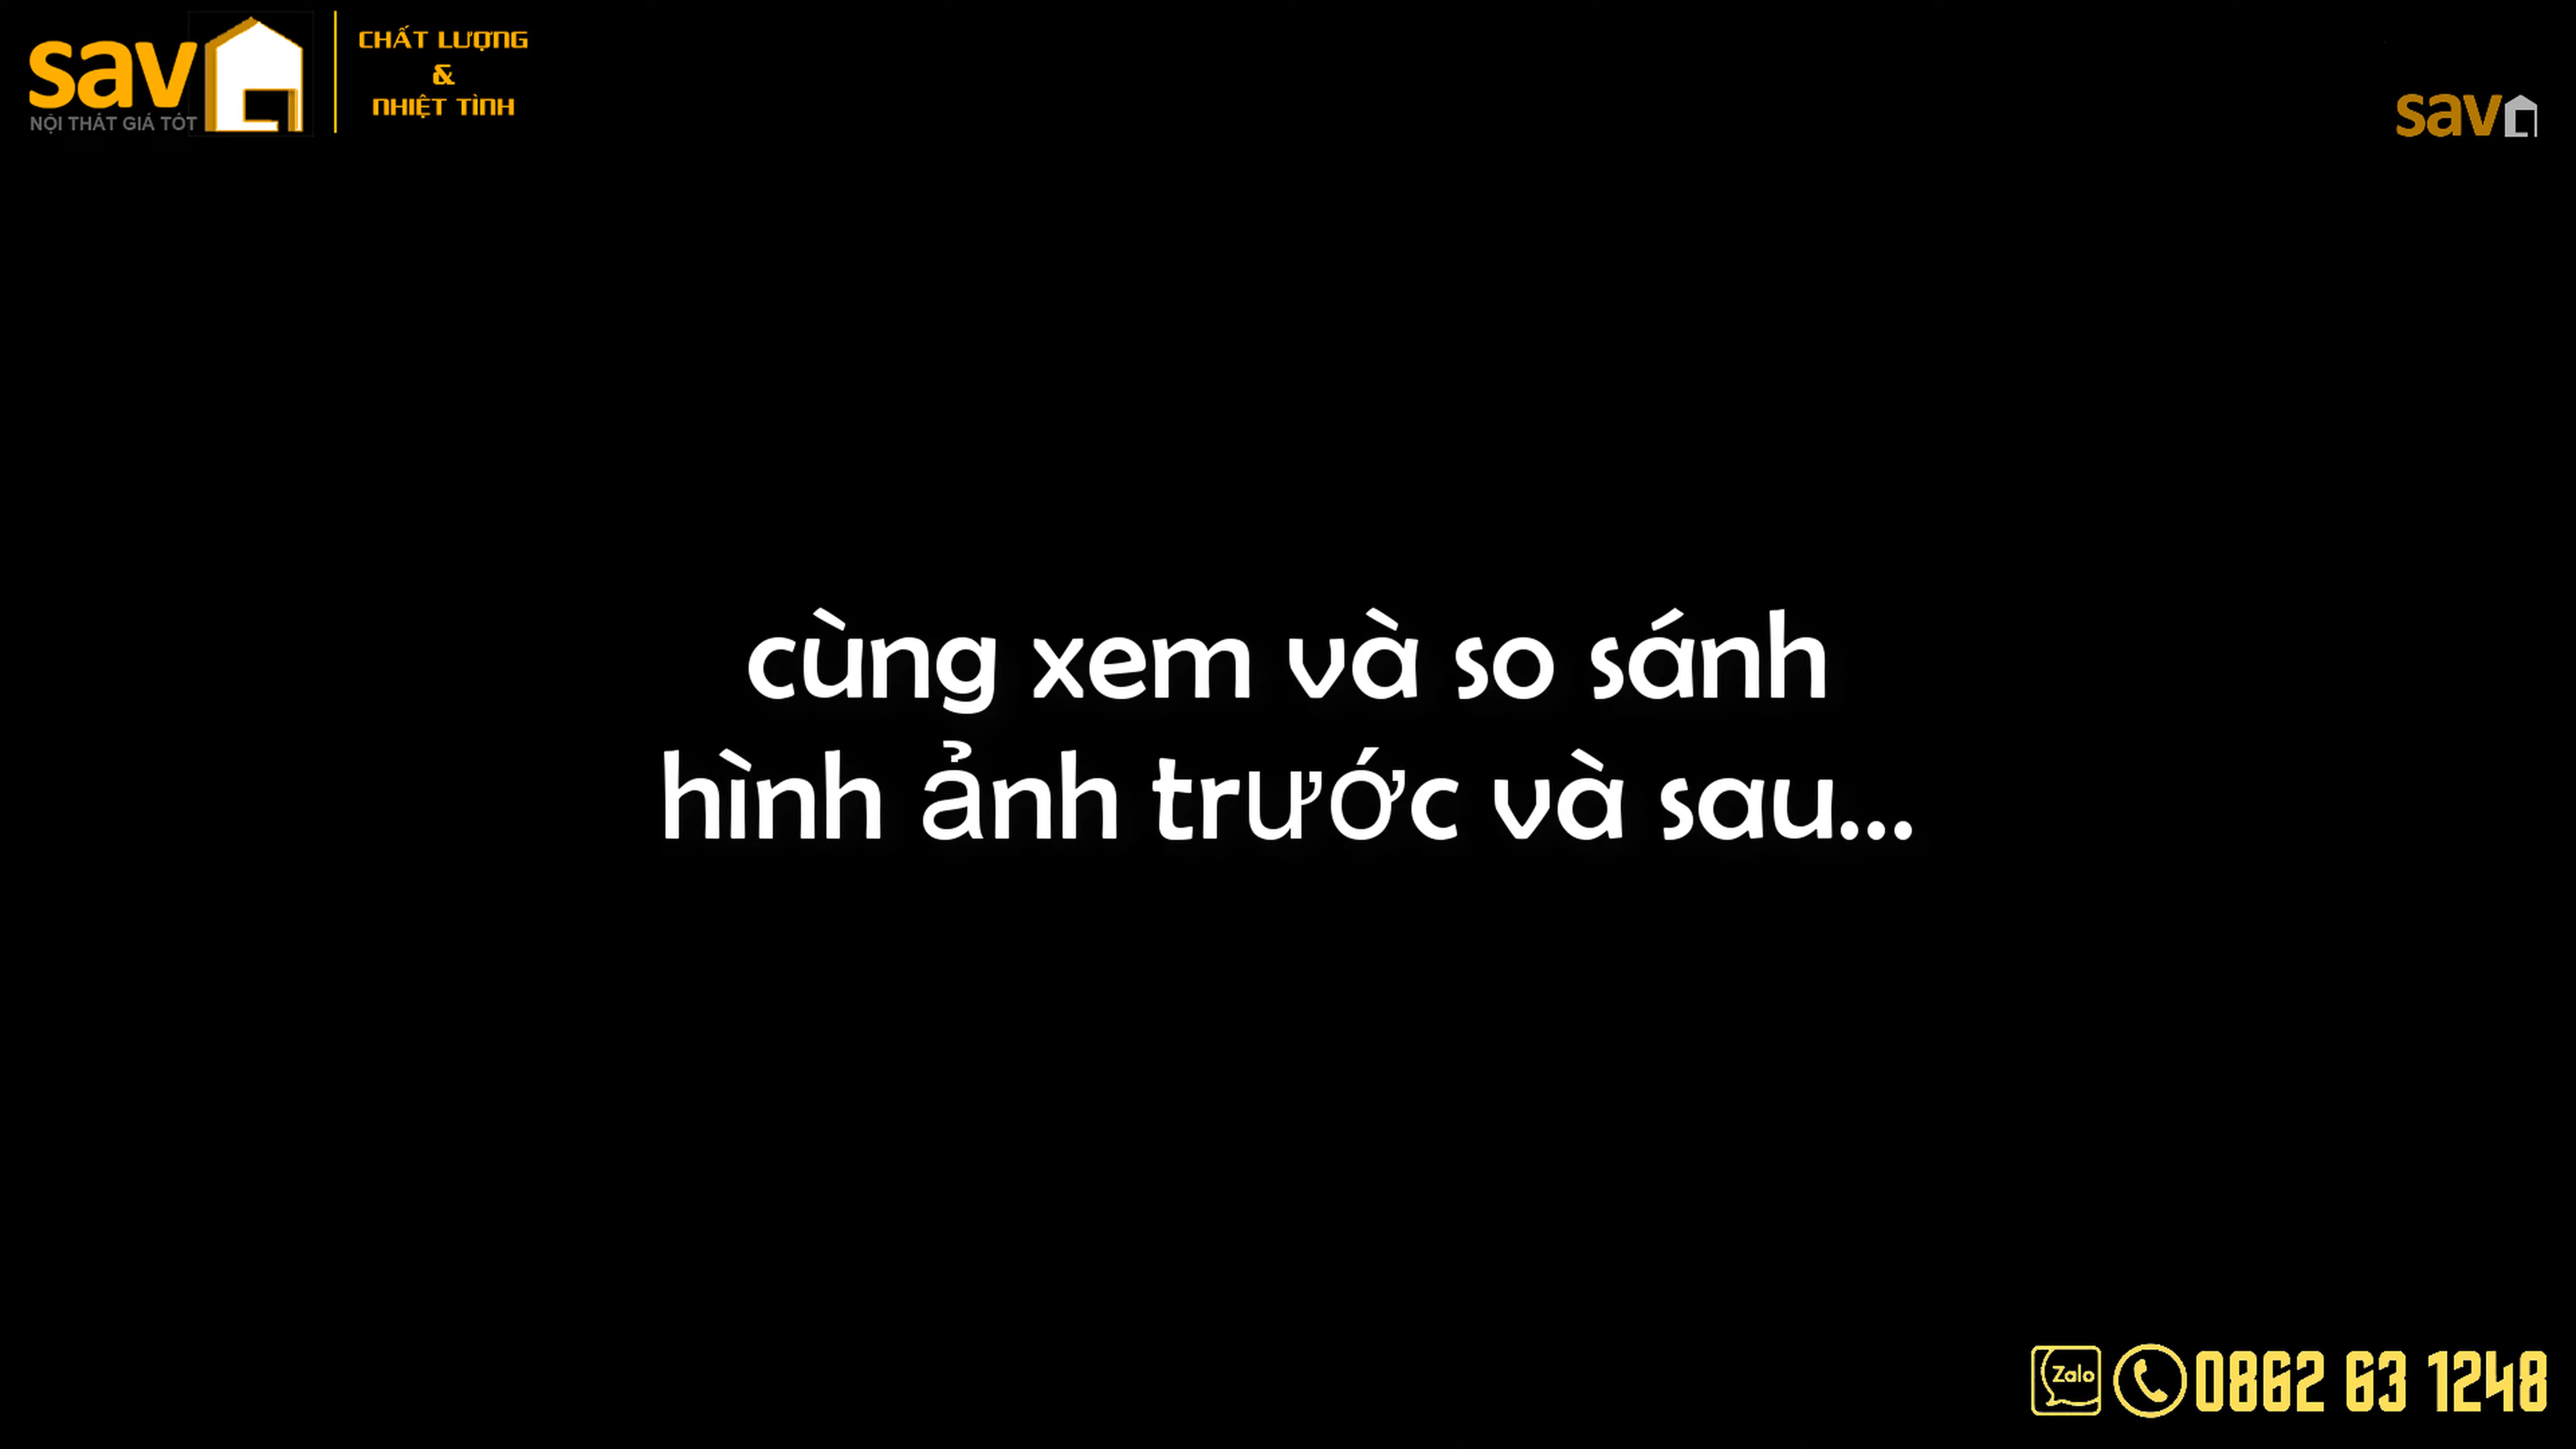 sav
NỘI THẤT GIÁ TỐT
CHẤT LƯỢNG
&
NHIỆT TÌNH
sav
cùng xem và so sánh
hình ảnh trước và sau...
Zalo
0862 63 1248